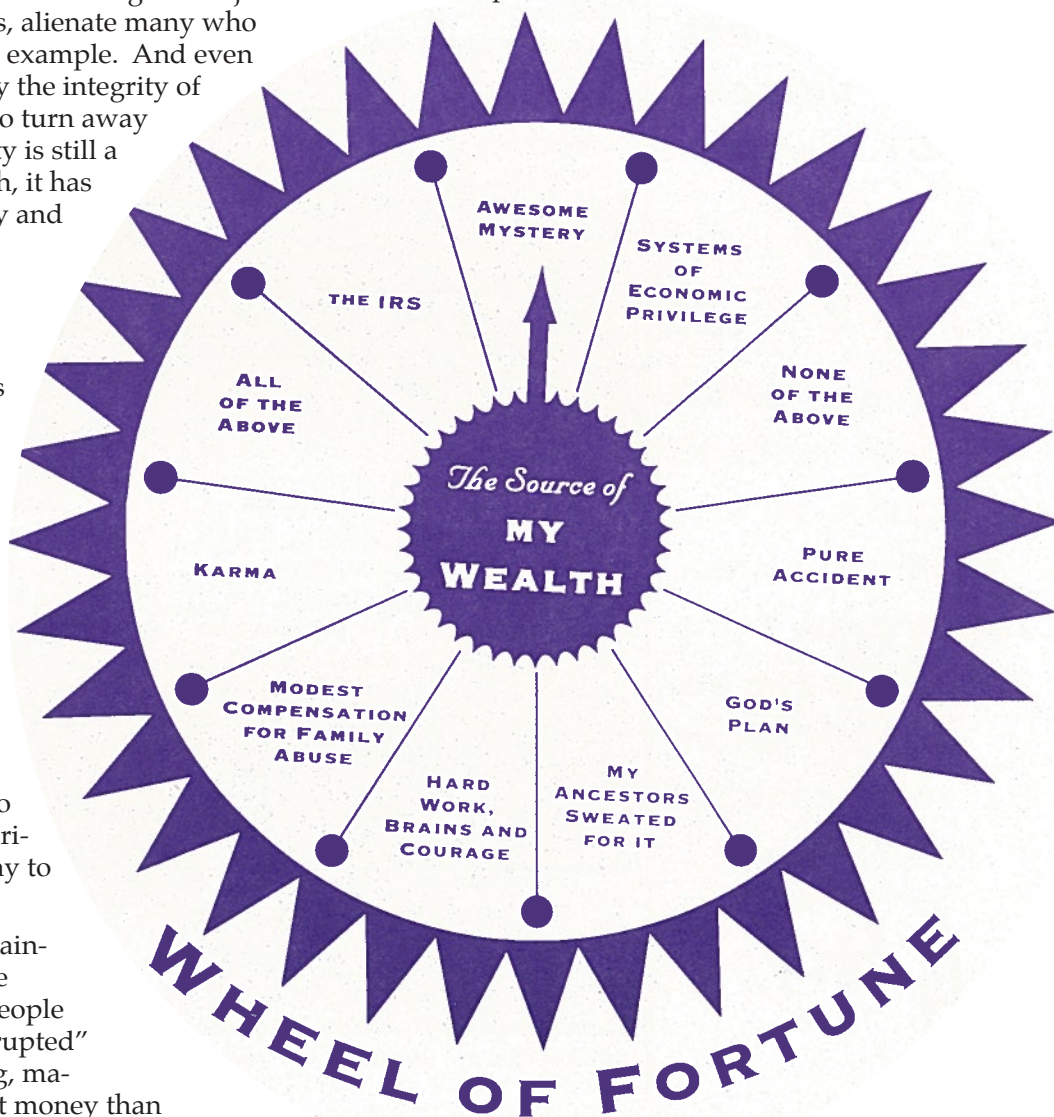 s, alienate many who
example. And even
y the integrity of
o turn away
ty is still a
h, it has
y and
s
o
ri-
ny to
ain-
e
eople
rupted”
g, ma-
t money than
AWESOME
MYSTERY
SYSTEMS
OF
ECONOMIC
PRIVILEGE
NONE
OF THE
ABOVE
PURE
ACCIDENT
GOD'S
PLAN
MY
ANCESTORS
SWEATED
FOR IT
HARD
WORK,
BRAINS AND
COURAGE
MODEST
COMPENSATION
FOR FAMILY
ABUSE
KARMA
ALL
OF THE
ABOVE
THE IRS
The Source of
MY
WEALTH
WHEEL OF FORTUNE